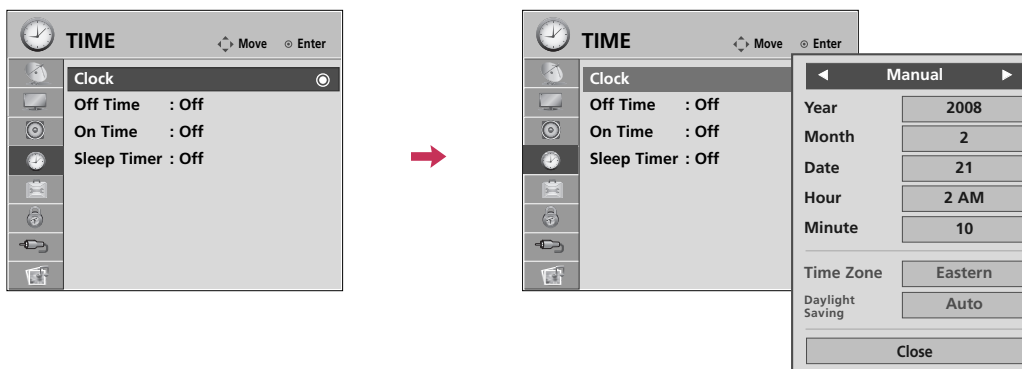 TIME Move Enter
Clock
Off Time : Off
On Time : Off
Sleep Timer : Off
TIME Move Enter
Clock
Off Time : Off
On Time : Off
Sleep Timer : Off
Manual
Year 2008
Month 2
Date 21
Hour 2 AM
Minute 10
Time Zone Eastern
Daylight
Saving
Auto
Close